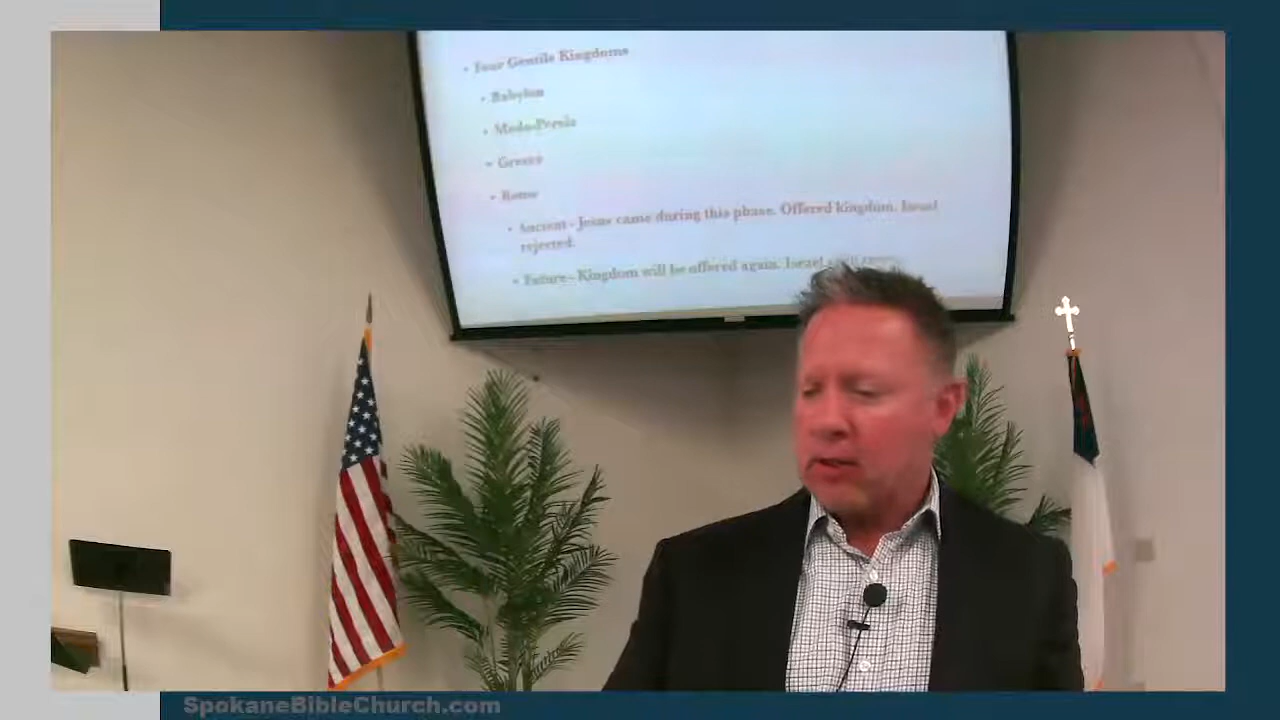 • Four Gentile Kingdoms
• Babylon
• Medo-Persia
• Greece
• Rome
• Ancient - Jesus came during this phase. Offered kingdom. Israel
rejected.
• Future - Kingdom will be offered again. Israel
SpokaneBibleChurch.com